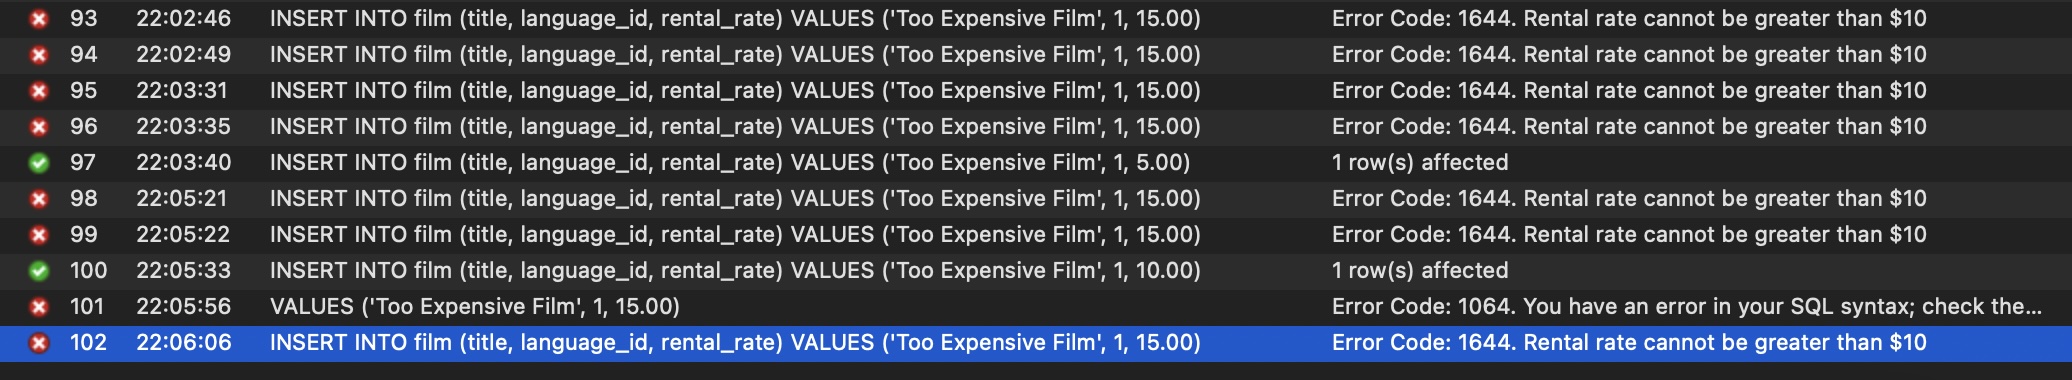 93 22:02:46 INSERT INTO film (title, language_id, rental_rate) VALUES ('Too Expensive Film', 1, 15.00) Error Code: 1644. Rental rate cannot be greater than $10
94 22:02:49 INSERT INTO film (title, language_id, rental_rate) VALUES ('Too Expensive Film', 1, 15.00) Error Code: 1644. Rental rate cannot be greater than $10
95 22:03:31 INSERT INTO film (title, language_id, rental_rate) VALUES ('Too Expensive Film', 1, 15.00) Error Code: 1644. Rental rate cannot be greater than $10
96 22:03:35 INSERT INTO film (title, language_id, rental_rate) VALUES ('Too Expensive Film', 1, 15.00) Error Code: 1644. Rental rate cannot be greater than $10
97 22:03:40 INSERT INTO film (title, language_id, rental_rate) VALUES ('Too Expensive Film', 1, 5.00) 1 row(s) affected
98 22:05:21 INSERT INTO film (title, language_id, rental_rate) VALUES ('Too Expensive Film', 1, 15.00) Error Code: 1644. Rental rate cannot be greater than $10
99 22:05:22 INSERT INTO film (title, language_id, rental_rate) VALUES ('Too Expensive Film', 1, 15.00) Error Code: 1644. Rental rate cannot be greater than $10
100 22:05:33 INSERT INTO film (title, language_id, rental_rate) VALUES ('Too Expensive Film', 1, 10.00) 1 row(s) affected
101 22:05:56 VALUES ('Too Expensive Film', 1, 15.00) Error Code: 1064. You have an error in your SQL syntax; check the...
102 22:06:06 INSERT INTO film (title, language_id, rental_rate) VALUES ('Too Expensive Film', 1, 15.00) Error Code: 1644. Rental rate cannot be greater than $10